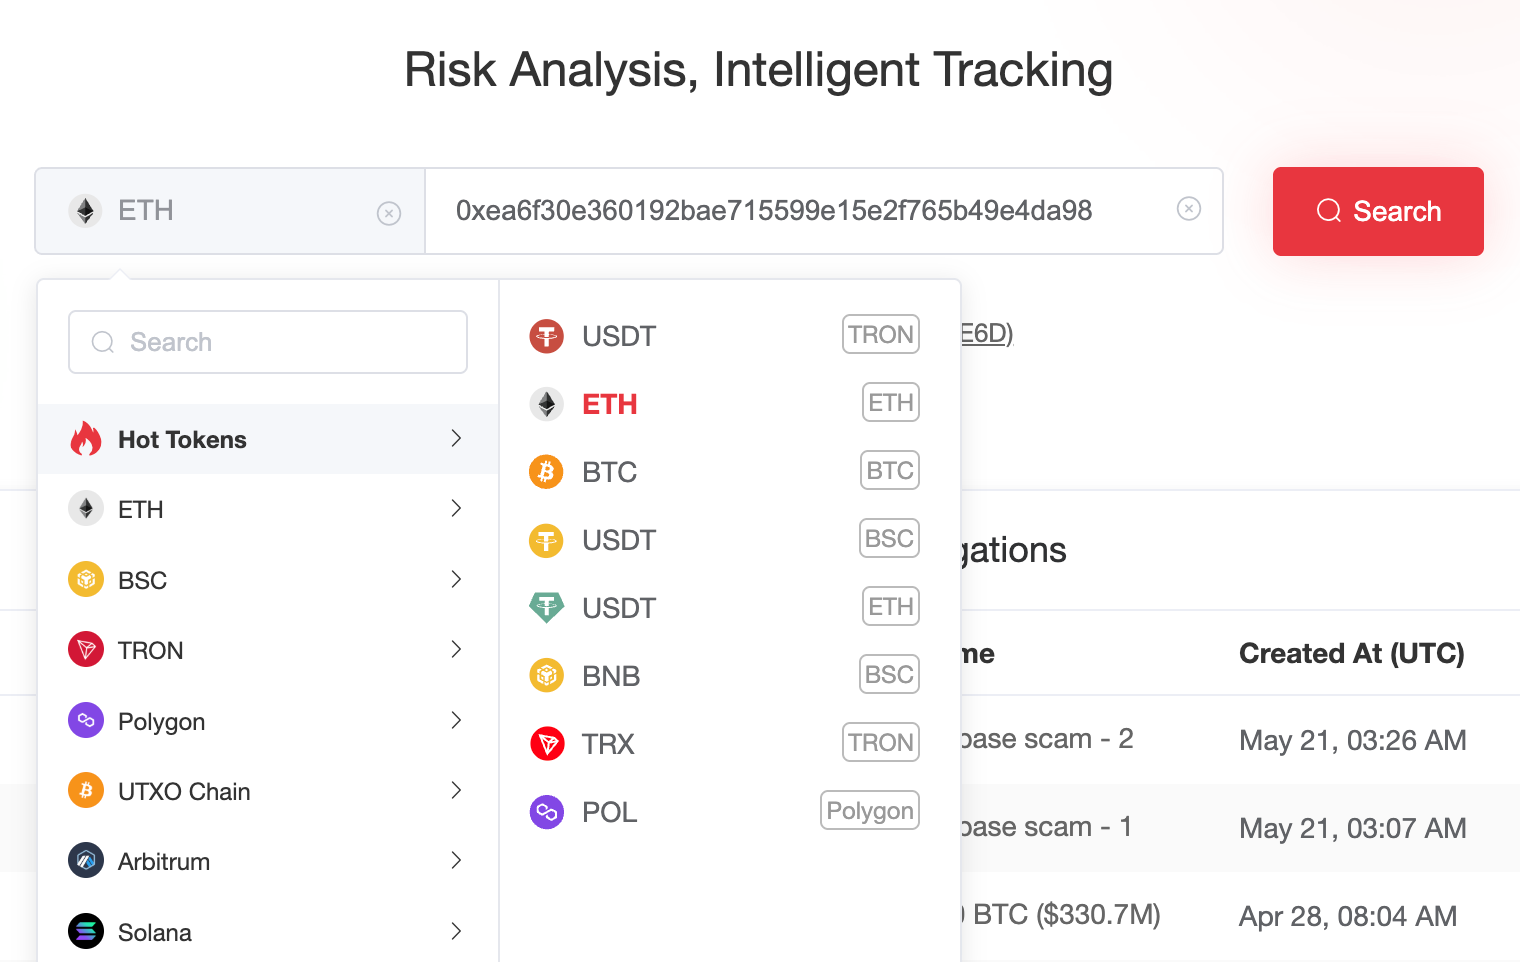 Risk Analysis, Intelligent Tracking
ETH
0xea6f30e360192bae715599e15e2f765b49e4da98
Search
Search
Hot Tokens
ETH
BSC
TRON
Polygon
UTXO Chain
Arbitrum
Solana
USDT TRON
ETH ETH
BTC BTC
USDT BSC
USDT ETH
BNB BSC
TRX TRON
POL Polygon
E6D)
gations
me Created At (UTC)
base scam - 2 May 21, 03:26 AM
base scam - 1 May 21, 03:07 AM
BTC ($330.7M) Apr 28, 08:04 AM